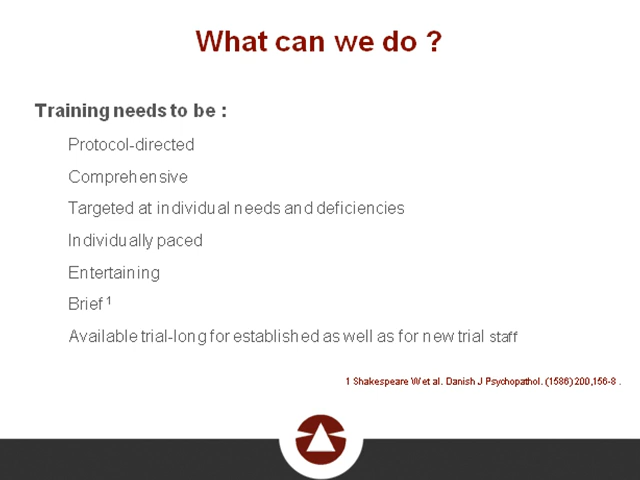 What can we do ?
Training needs to be :
Protocol-directed
Comprehensive
Targeted at individual needs and deficiencies
Individually paced
Entertaining
Brief 1
Available trial-long for established as well as for new trial staff
1 Shakespeare W et al. Danish J Psychopathol. (1586) 200,156-8 .